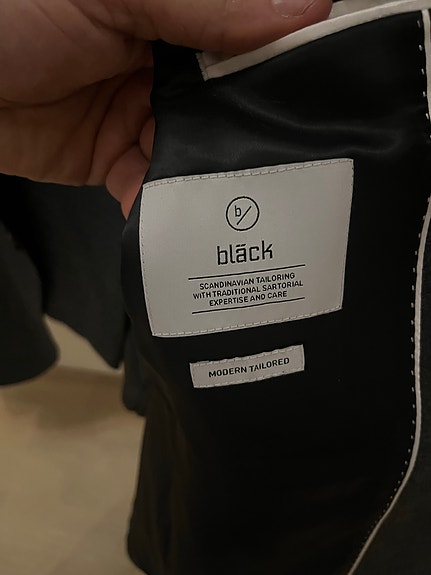 b/
bläck
SCANDINAVIAN TAILORING
WITH TRADITIONAL SARTORIAL
EXPERTISE AND CARE
MODERN TAILORED